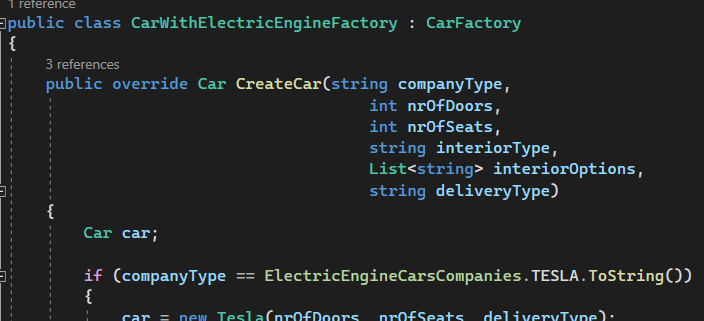 1 reference
public class CarWithElectricEngineFactory : CarFactory
{
3 references
public override Car CreateCar(string companyType,
int nrOfDoors,
int nrOfSeats,
string interiorType,
List<string> interiorOptions,
string deliveryType)
{
Car car;
if (companyType == ElectricEngineCarsCompanies.TESLA.ToString())
{
car = new Tesla(nrOfDoors, nrOfSeats, deliveryType);